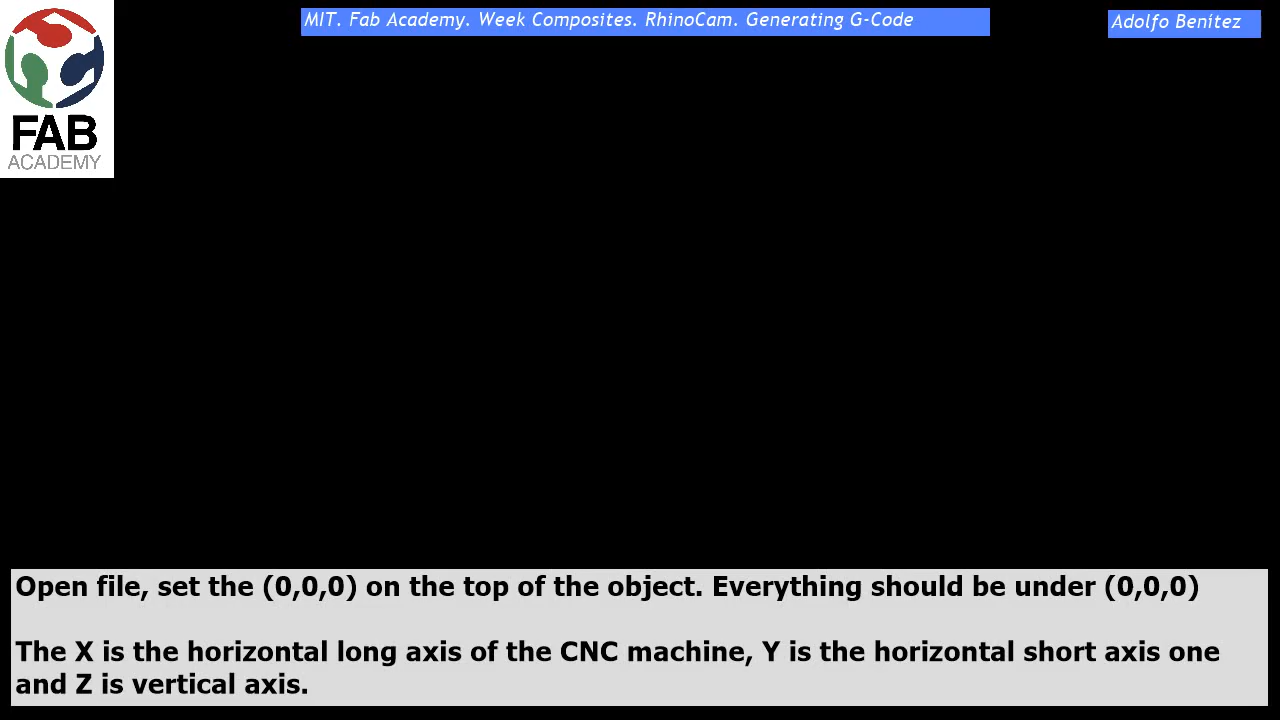 MIT. Fab Academy. Week Composites. RhinoCam. Generating G-Code
Adolfo Benítez
FAB
ACADEMY
Open file, set the (0,0,0) on the top of the object. Everything should be under (0,0,0)
The X is the horizontal long axis of the CNC machine, Y is the horizontal short axis one
and Z is vertical axis.